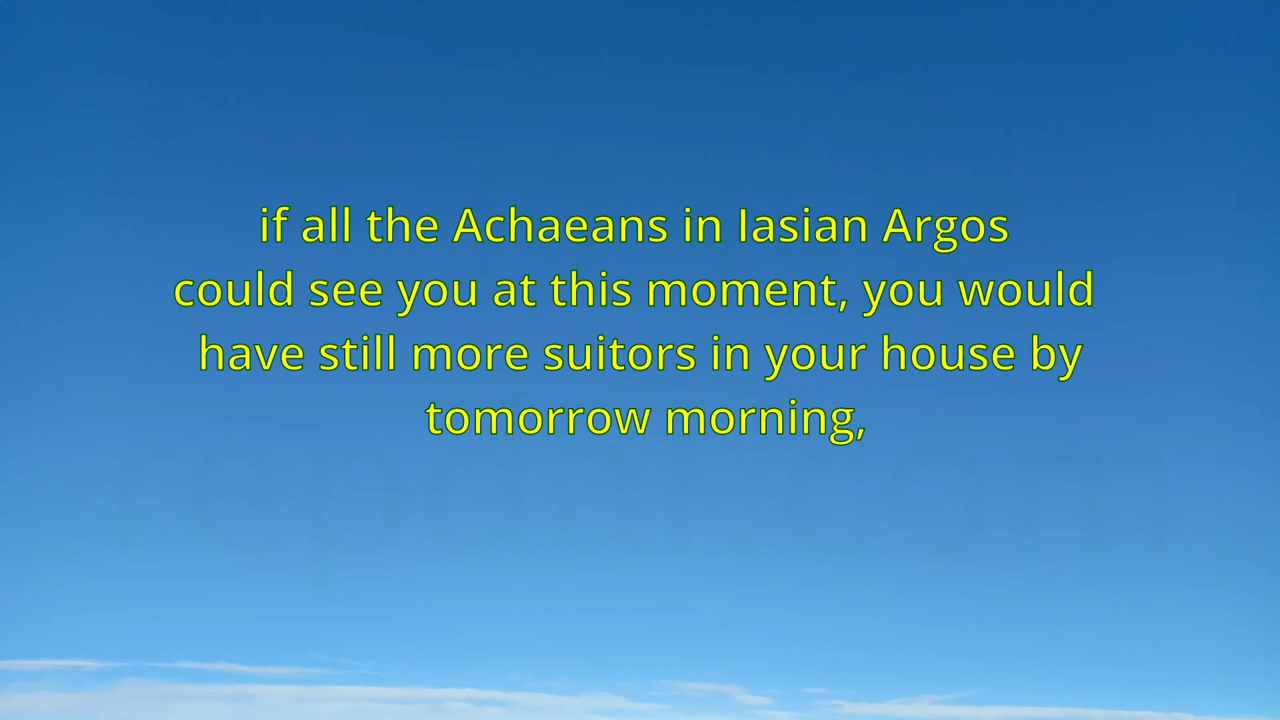 if all the Achaeans in Iasian Argos
could see you at this moment, you would
have still more suitors in your house by
tomorrow morning,